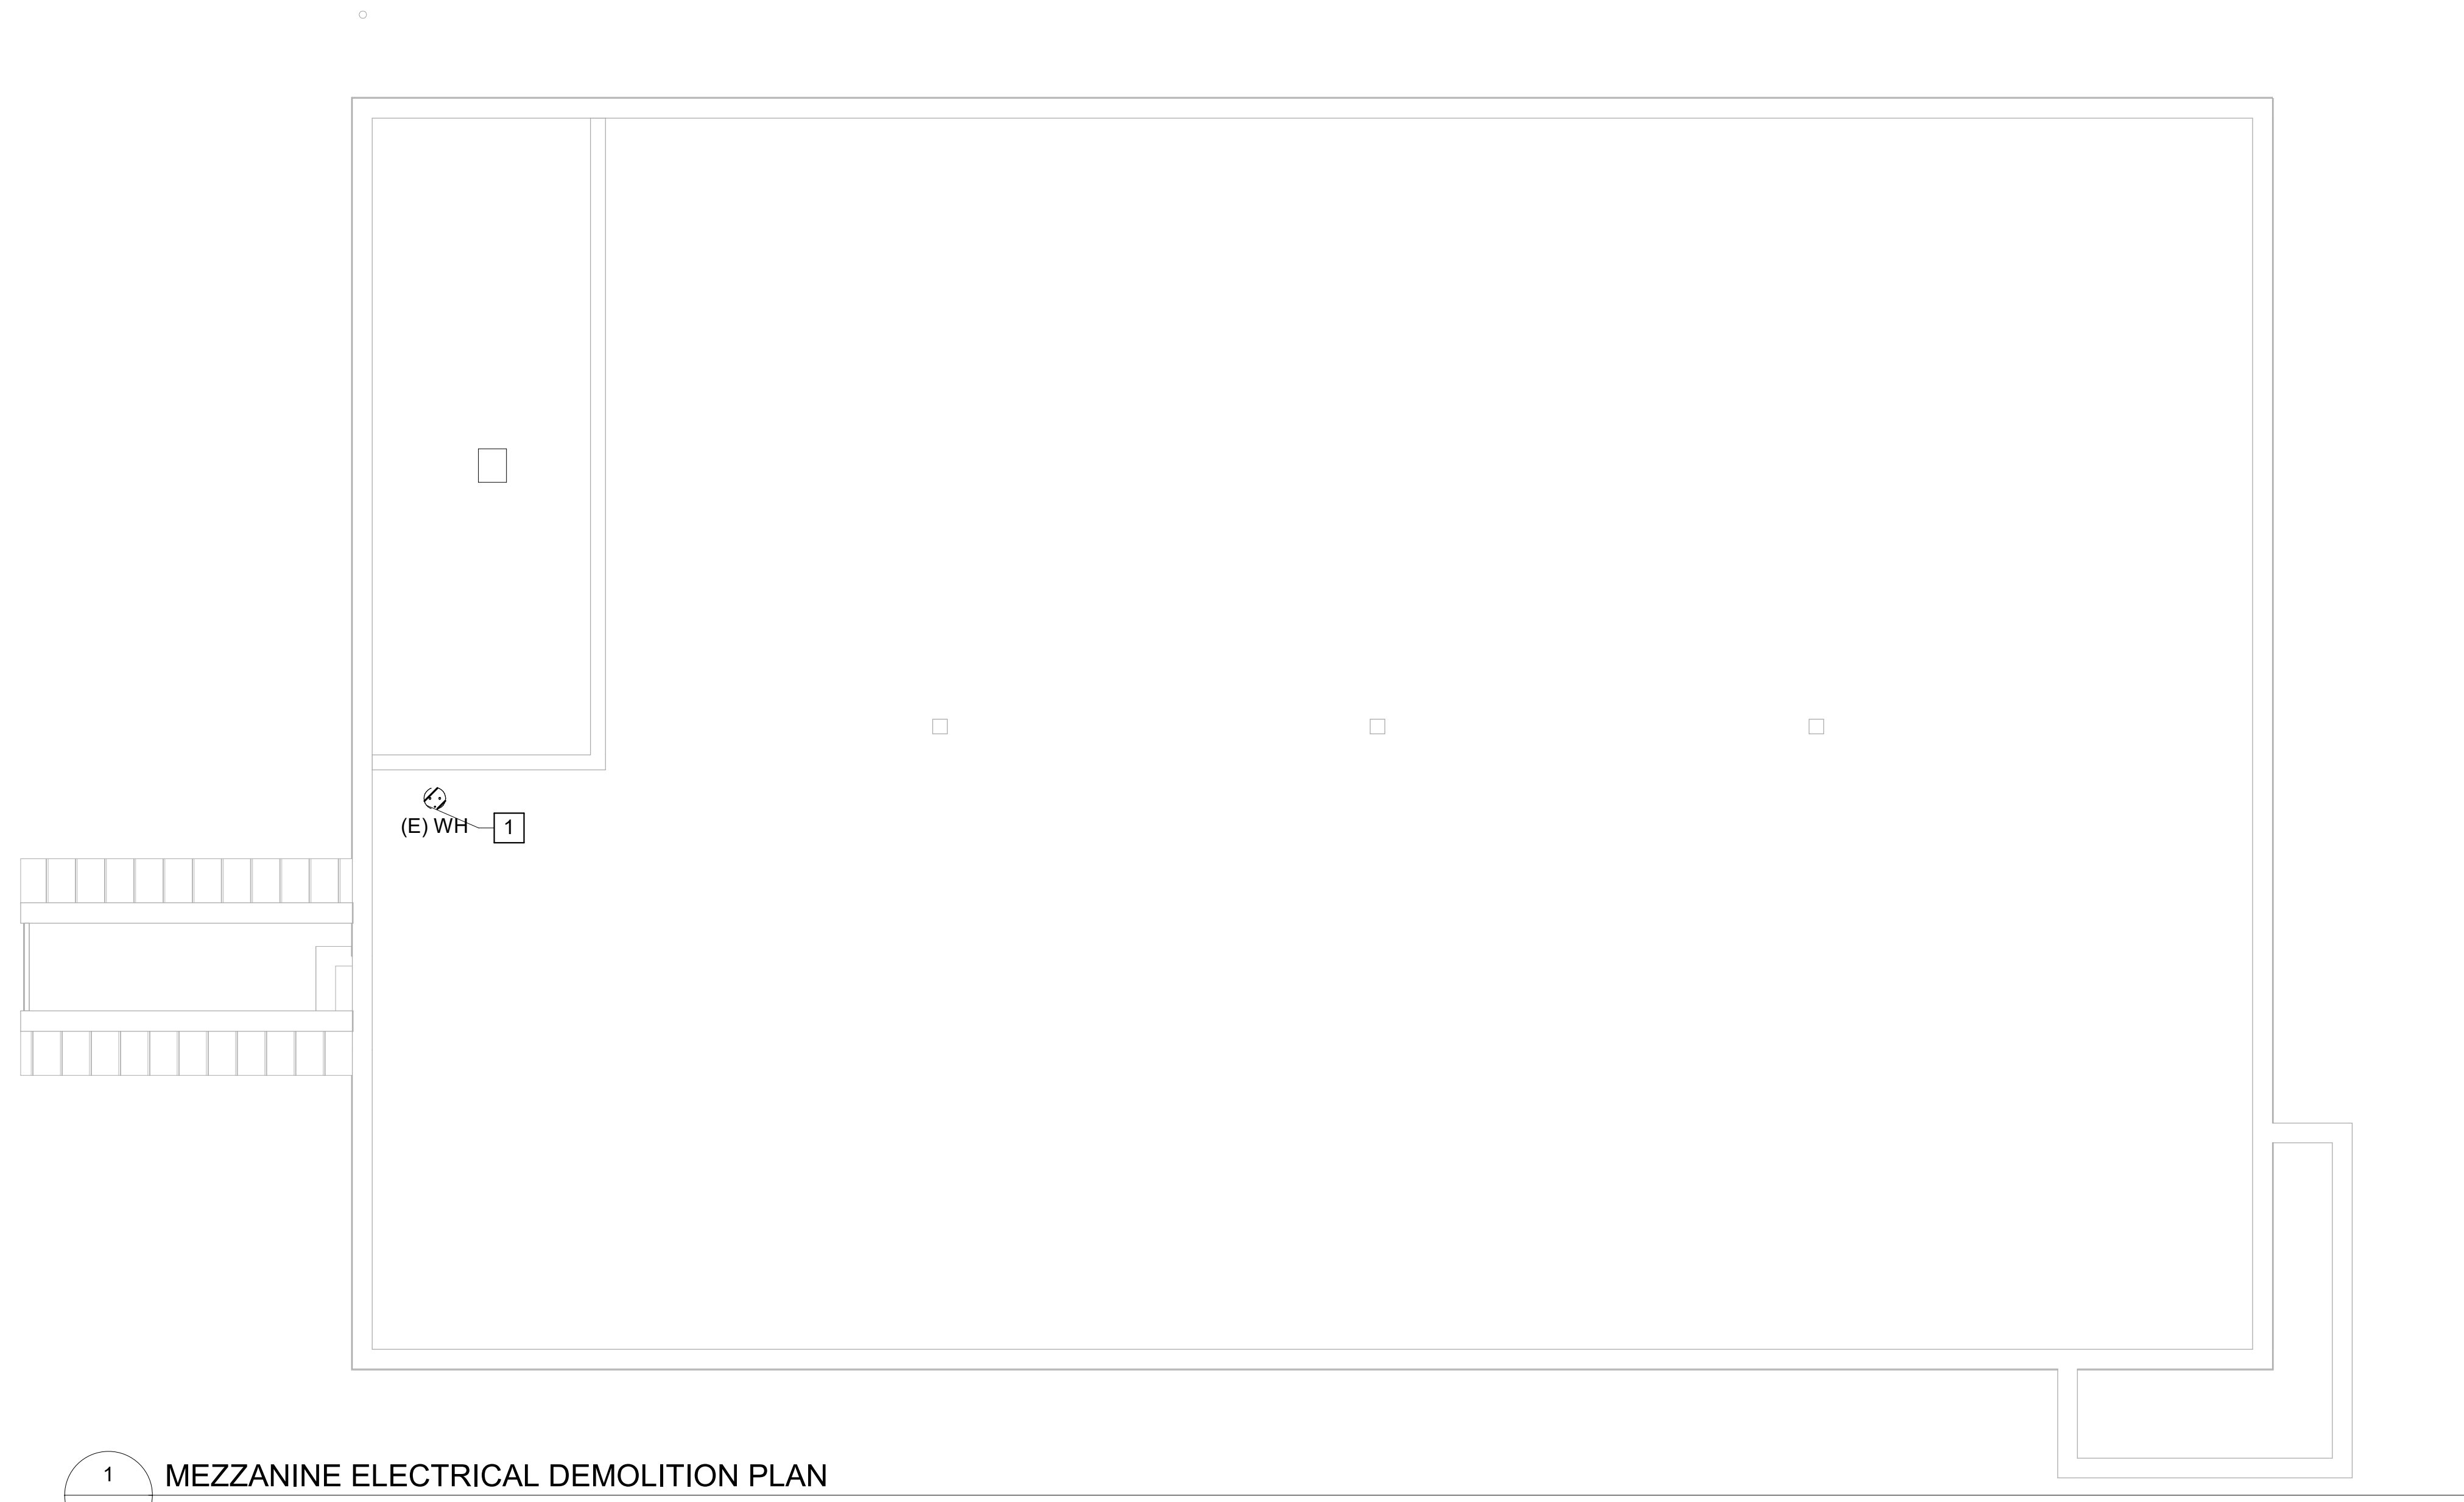 (E) WH
1
1
MEZZANINE ELECTRICAL DEMOLITION PLAN